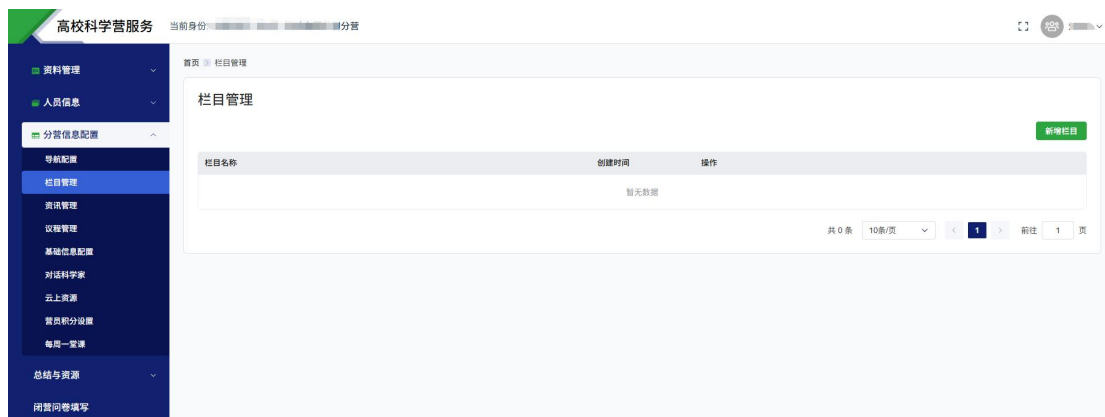 高校科学营服务
当前身份: 分营
资料管理
人员信息
分营信息配置
导航配置
栏目管理
资讯管理
议程管理
基础信息配置
对话科学家
云上资源
营员积分设置
每周一堂课
总结与资源
闭营问卷填写
首页 栏目管理
栏目管理
新增栏目
栏目名称 创建时间 操作
暂无数据
共 0 条 10条/页 1 前往 1 页